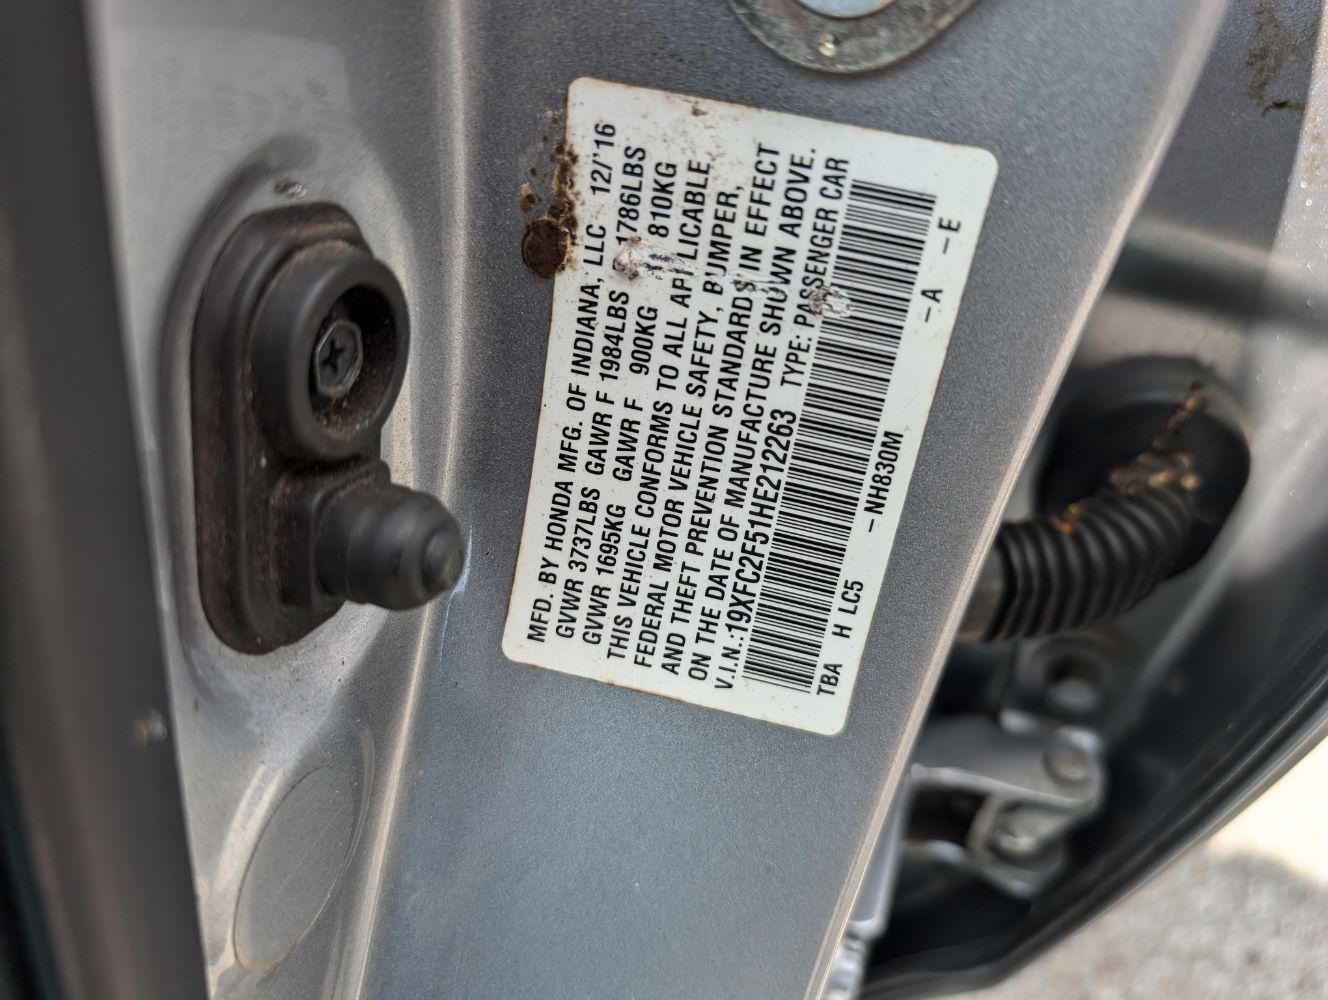 MFD. BY HONDA MFG. OF INDIANA, LLC 12/'16
GVWR 3737LBS GAWR F 1984LBS R 1786LBS
GVWR 1695KG GAWR F 900KG 810KG
THIS VEHICLE CONFORMS TO ALL APPLICABLE
FEDERAL MOTOR VEHICLE SAFETY, BUMPER,
AND THEFT PREVENTION STANDARDS IN EFFECT
ON THE DATE OF MANUFACTURE SHOWN ABOVE.
V.I.N.:19XFC2F51HE212263 TYPE: PASSENGER CAR
TBA H LC5 - NH830M - A - E